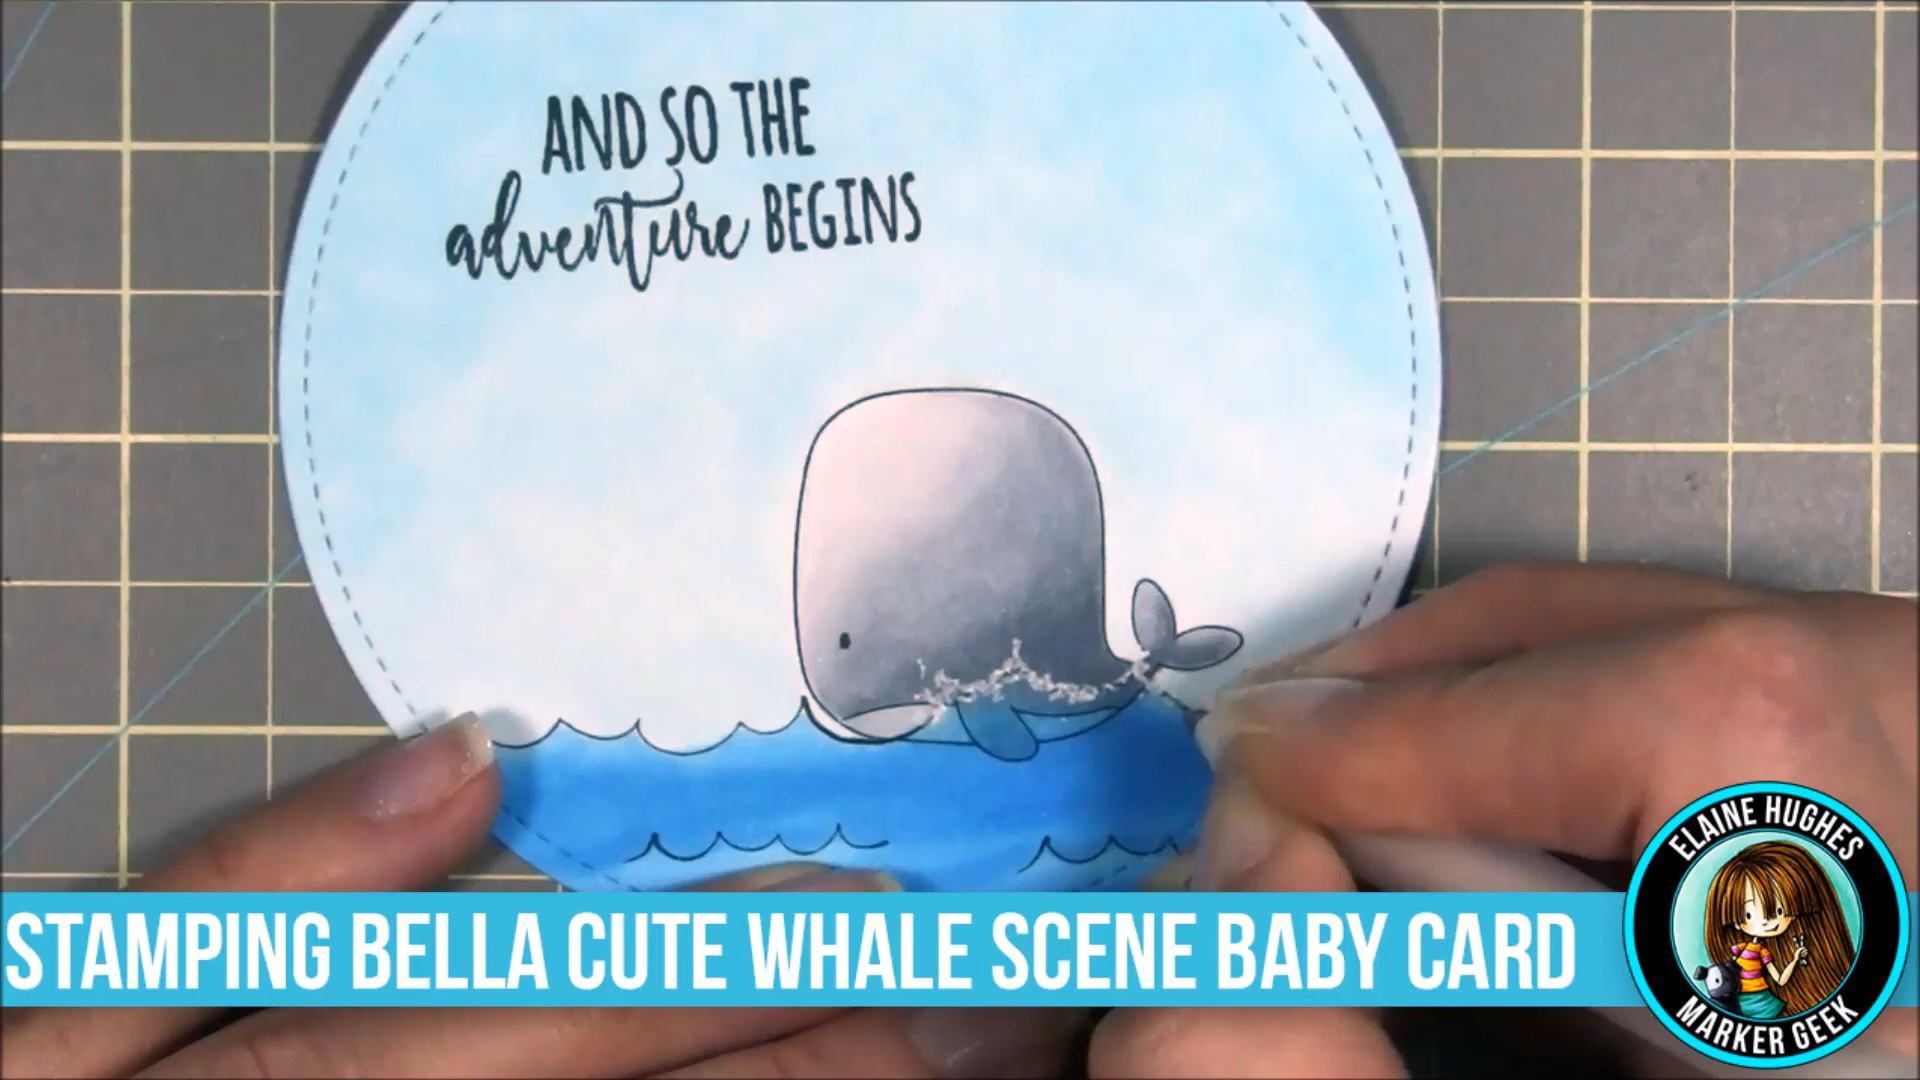 AND SO THE
adventure BEGINS
STAMPING BELLA CUTE WHALE SCENE BABY CARD
ELAINE HUGHES
MARKER GEEK